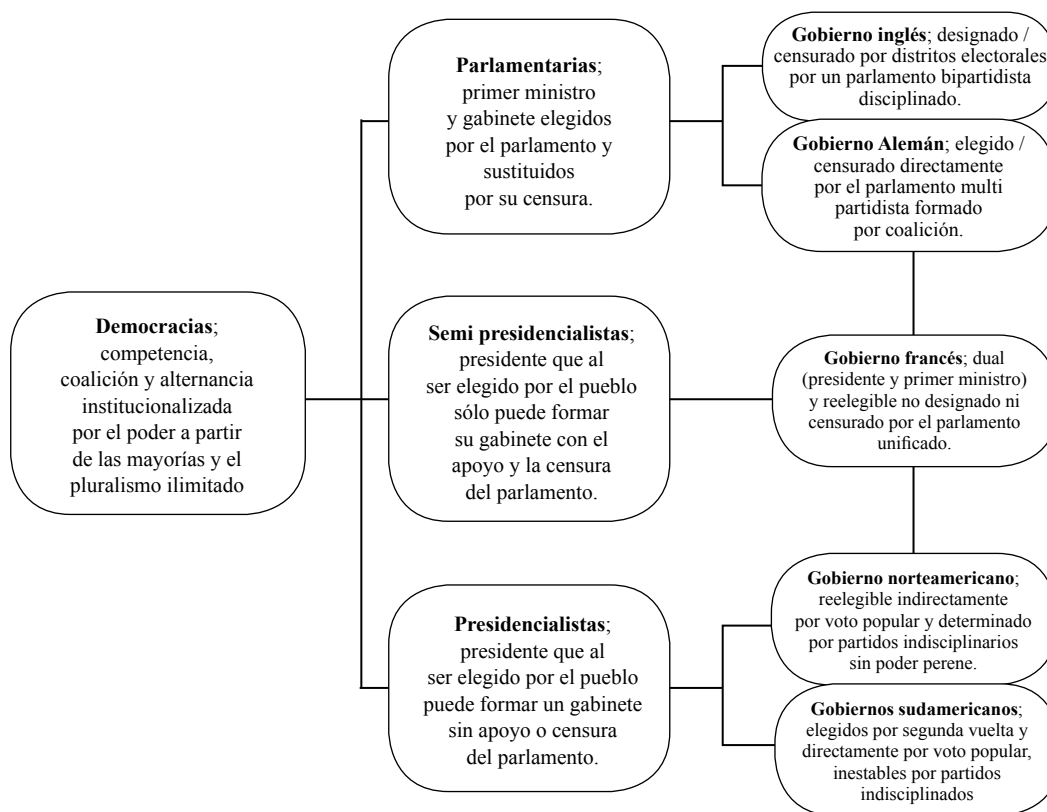 Democracias;
competencia,
coalición y alternancia
institucionalizada
por el poder a partir
de las mayorías y el
pluralismo ilimitado
Parlamentarias;
primer ministro
y gabinete elegidos
por el parlamento y
sustituidos
por su censura.
Gobierno inglés; designado /
censurado por distritos electorales
por un parlamento bipartidista
disciplinado.
Gobierno Alemán; elegido /
censurado directamente
por el parlamento multi
partidista formado
por coalición.
Semi presidencialistas;
presidente que al
ser elegido por el pueblo
sólo puede formar
su gabinete con el
apoyo y la censura
del parlamento.
Gobierno francés; dual
(presidente y primer ministro)
y reelegible no designado ni
censurado por el parlamento
unificado.
Presidencialistas;
presidente que al
ser elegido por el pueblo
puede formar un gabinete
sin apoyo o censura
del parlamento.
Gobierno norteamericano;
reelegible indirectamente
por voto popular y determinado
por partidos indisciplinarios
sin poder perene.
Gobiernos sudamericanos;
elegidos por segunda vuelta y
directamente por voto popular,
inestables por partidos
indisciplinados